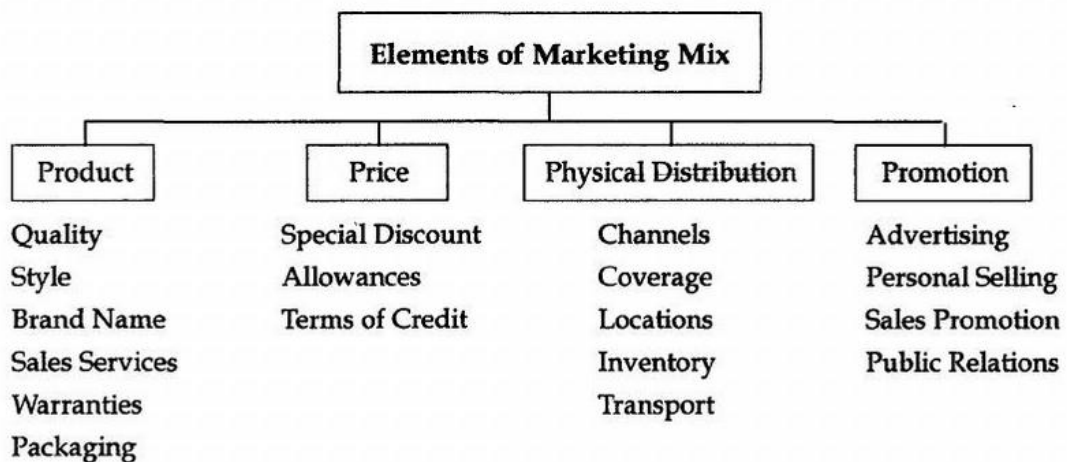 Elements of Marketing Mix
Product
Price
Physical Distribution
Promotion
Quality
Style
Brand Name
Sales Services
Warranties
Packaging
Special Discount
Allowances
Terms of Credit
Channels
Coverage
Locations
Inventory
Transport
Advertising
Personal Selling
Sales Promotion
Public Relations